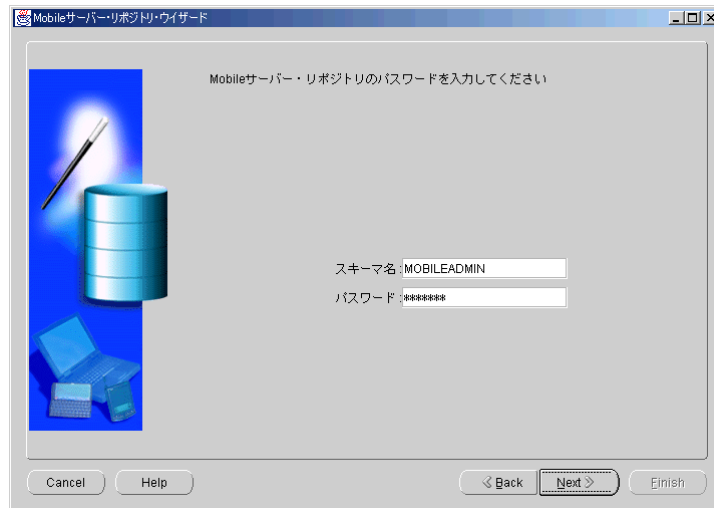 Mobileサーバー・リポジトリ・ウィザード
Mobileサーバー・リポジトリのパスワードを入力してください
スキーマ名: MOBILEADMIN
パスワード: *******
Cancel Help Back Next Finish